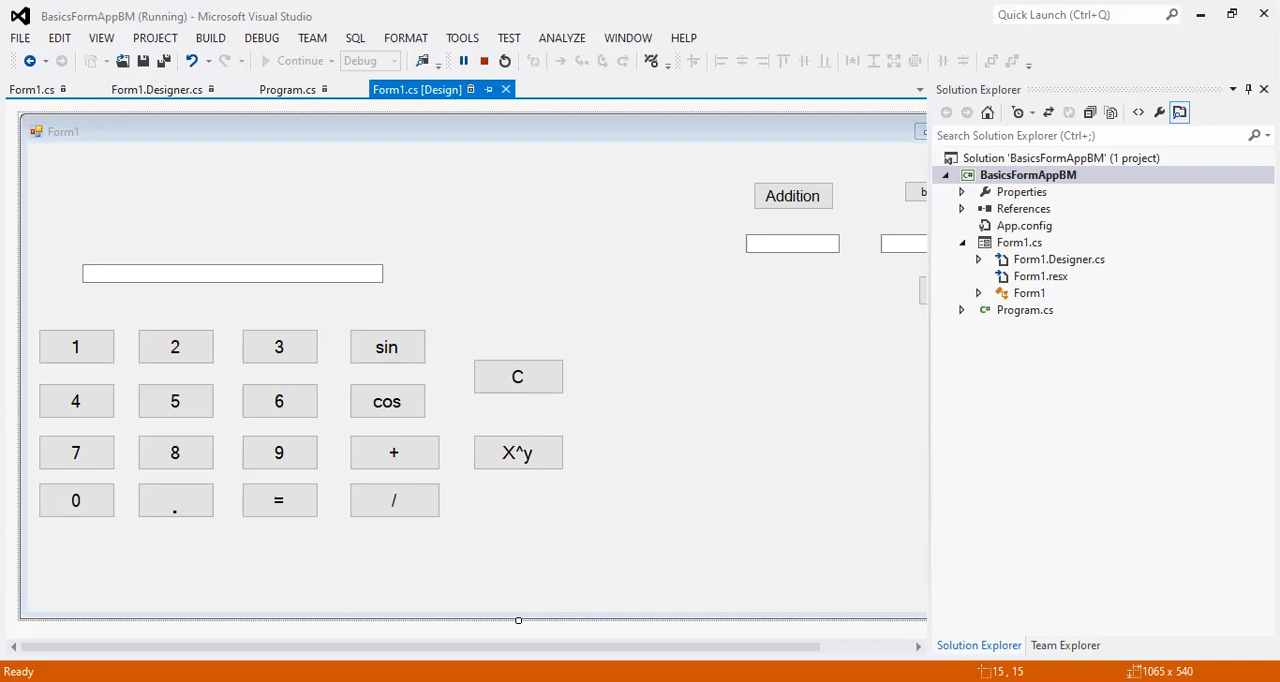 BasicsFormAppBM (Running) - Microsoft Visual Studio
Quick Launch (Ctrl+Q)
FILE EDIT VIEW PROJECT BUILD DEBUG TEAM SQL FORMAT TOOLS TEST ANALYZE WINDOW HELP
Continue Debug
Form1.cs Form1.Designer.cs Program.cs Form1.cs [Design]
Solution Explorer
Search Solution Explorer (Ctrl+;)
Solution 'BasicsFormAppBM' (1 project)
BasicsFormAppBM
Properties
References
App.config
Form1.cs
Form1.Designer.cs
Form1.resx
Form1
Program.cs
Form1
Addition b
1 2 3 sin
C
4 5 6 cos
7 8 9 + X^y
0 . = /
Solution Explorer Team Explorer
Ready 15 , 15 1065 x 540